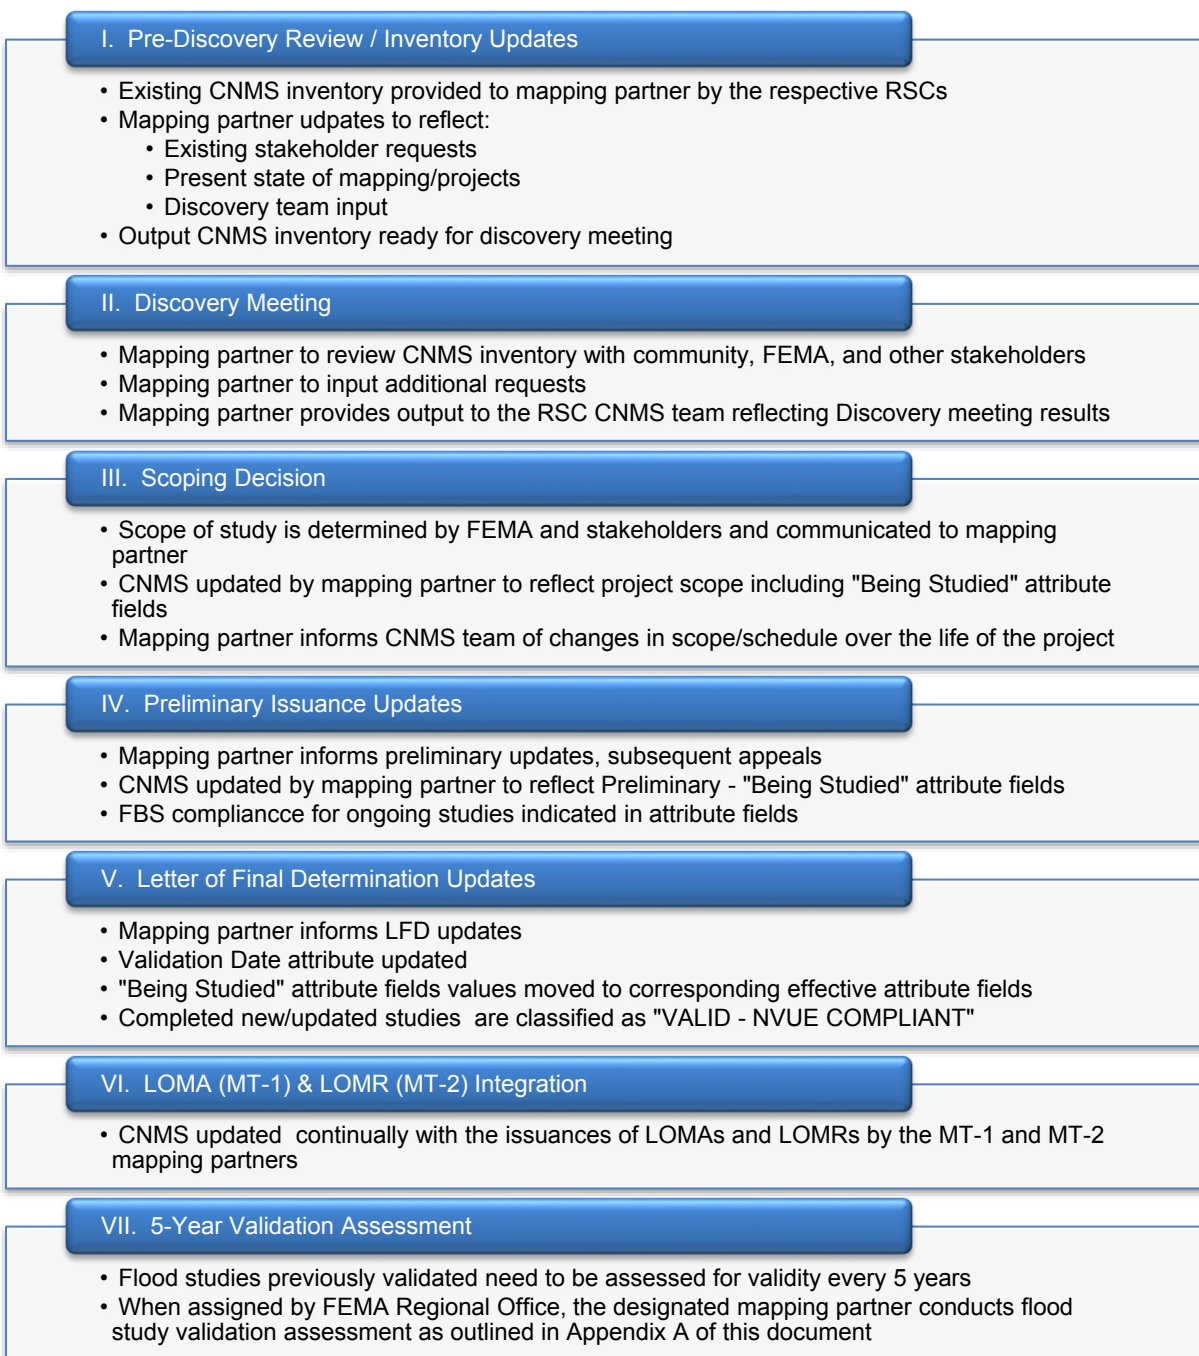 I. Pre-Discovery Review / Inventory Updates
• Existing CNMS inventory provided to mapping partner by the respective RSCs
• Mapping partner udpates to reflect:
• Existing stakeholder requests
• Present state of mapping/projects
• Discovery team input
• Output CNMS inventory ready for discovery meeting
II. Discovery Meeting
• Mapping partner to review CNMS inventory with community, FEMA, and other stakeholders
• Mapping partner to input additional requests
• Mapping partner provides output to the RSC CNMS team reflecting Discovery meeting results
III. Scoping Decision
• Scope of study is determined by FEMA and stakeholders and communicated to mapping
partner
• CNMS updated by mapping partner to reflect project scope including "Being Studied" attribute
fields
• Mapping partner informs CNMS team of changes in scope/schedule over the life of the project
IV. Preliminary Issuance Updates
• Mapping partner informs preliminary updates, subsequent appeals
• CNMS updated by mapping partner to reflect Preliminary - "Being Studied" attribute fields
• FBS compliancce for ongoing studies indicated in attribute fields
V. Letter of Final Determination Updates
• Mapping partner informs LFD updates
• Validation Date attribute updated
• "Being Studied" attribute fields values moved to corresponding effective attribute fields
• Completed new/updated studies are classified as "VALID - NVUE COMPLIANT"
VI. LOMA (MT-1) & LOMR (MT-2) Integration
• CNMS updated continually with the issuances of LOMAs and LOMRs by the MT-1 and MT-2
mapping partners
VII. 5-Year Validation Assessment
• Flood studies previously validated need to be assessed for validity every 5 years
• When assigned by FEMA Regional Office, the designated mapping partner conducts flood
study validation assessment as outlined in Appendix A of this document